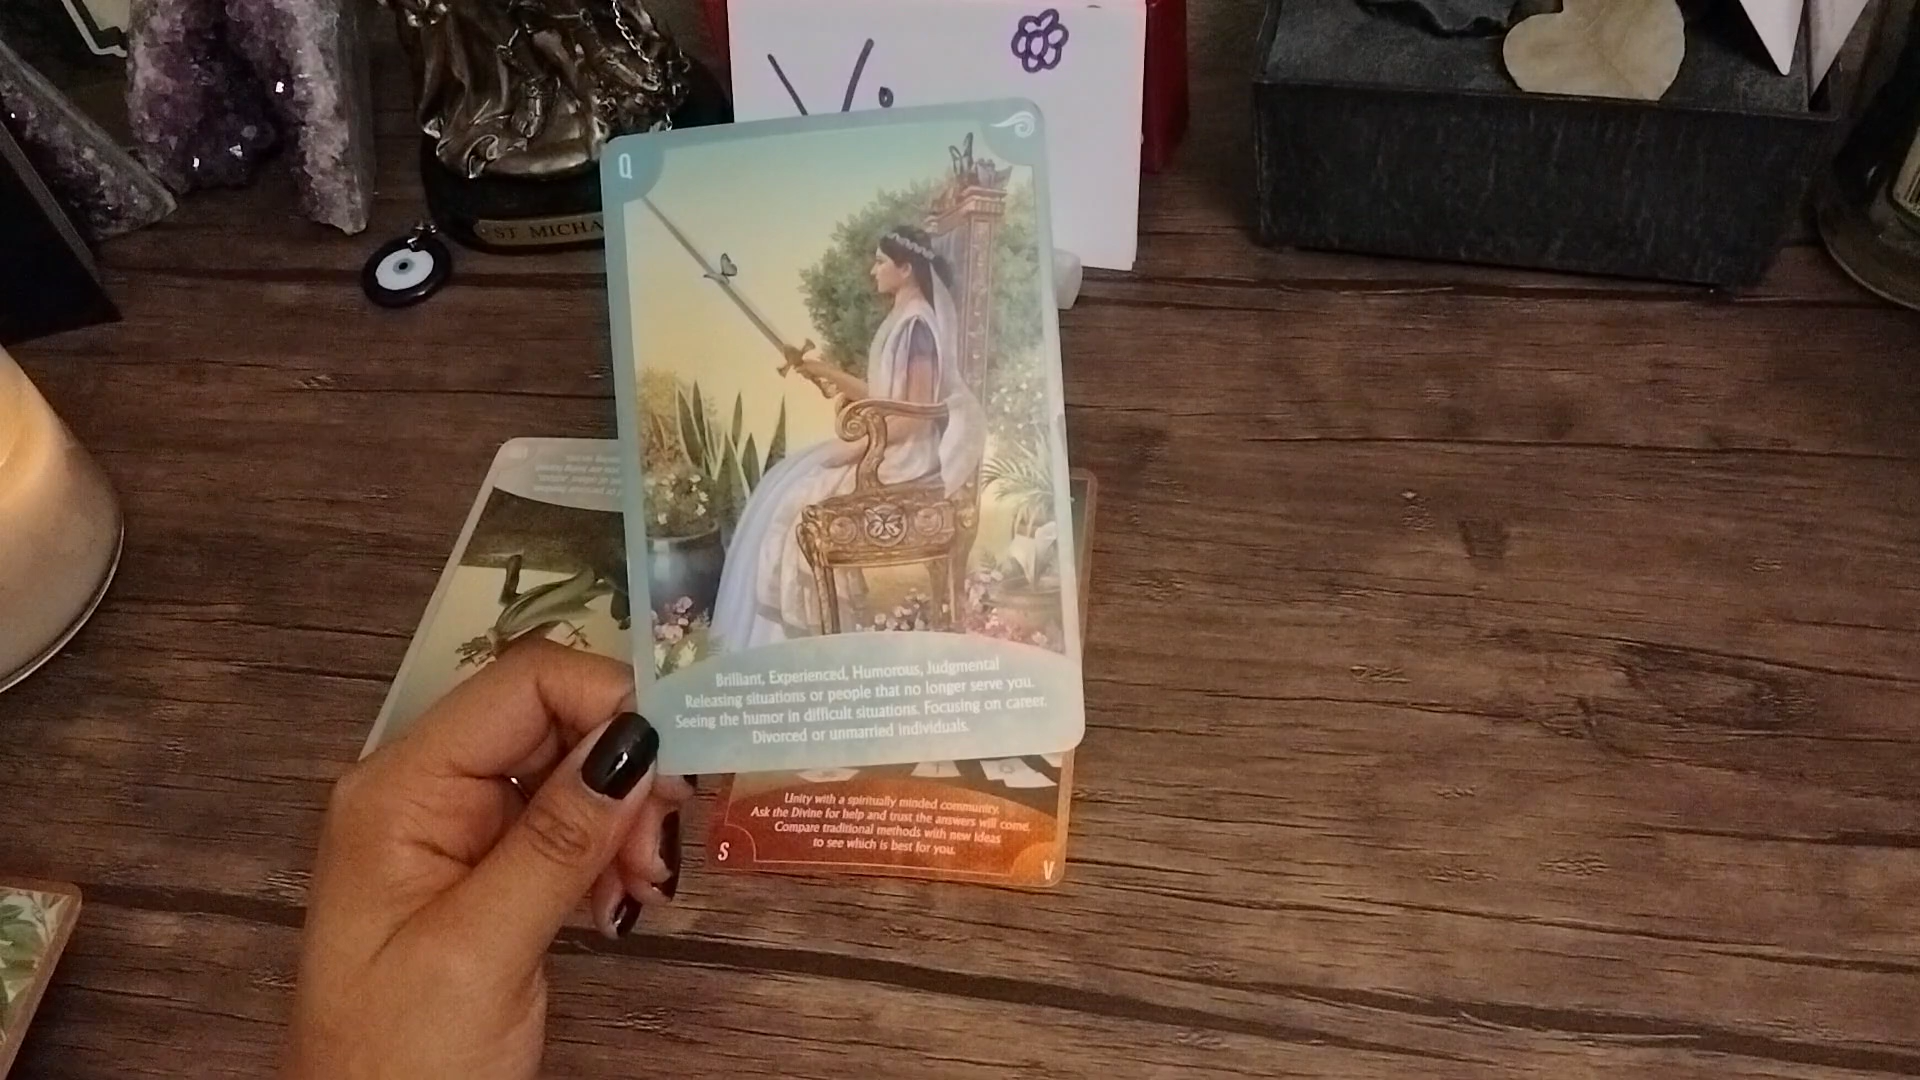 Vi
Q
ST. MICHA
Brilliant, Experienced, Humorous, Judgmental
Releasing situations or people that no longer serve you.
Seeing the humor in difficult situations. Focusing on career.
Divorced or unmarried individuals.
Unity with a spiritually minded community.
Ask the Divine for help and trust the answers will come.
Compare traditional methods with new ideas
to see which is best for you.
S
V